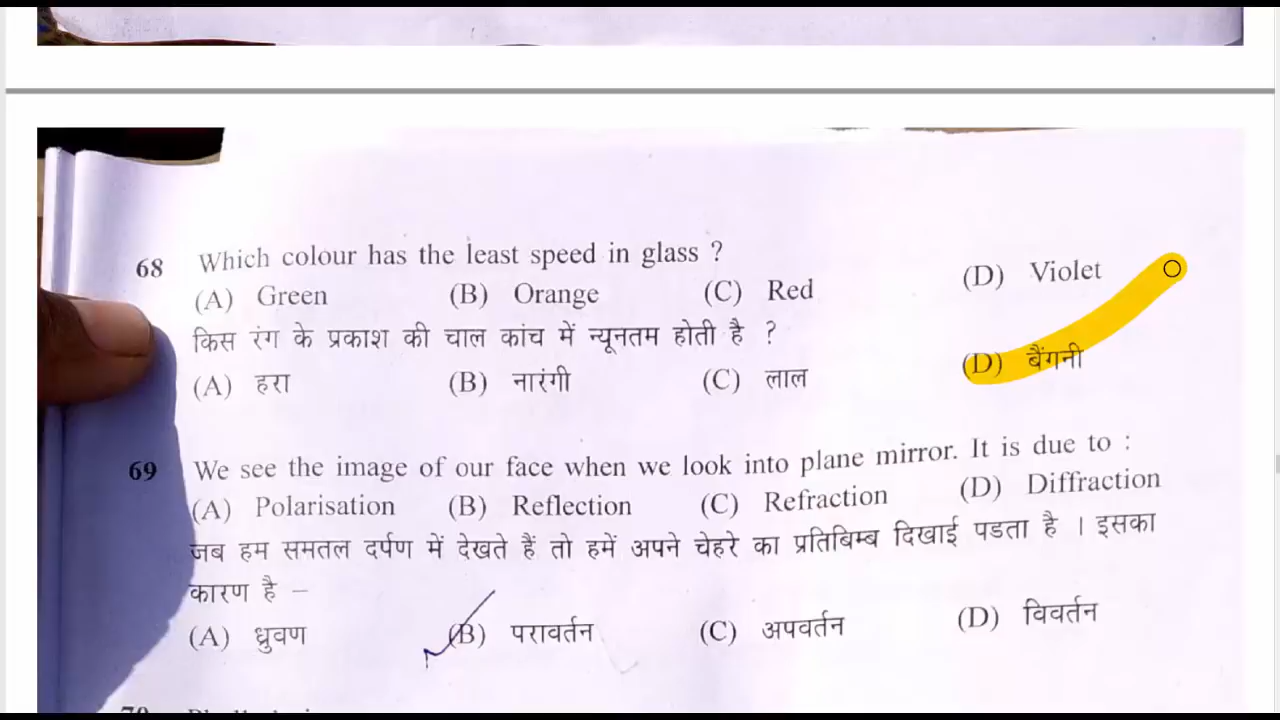 68 Which colour has the least speed in glass ?
(A) Green (B) Orange (C) Red (D) Violet
किस रंग के प्रकाश की चाल कांच में न्यूनतम होती है ?
(A) हरा (B) नारंगी (C) लाल (D) बैंगनी
69 We see the image of our face when we look into plane mirror. It is due to :
(A) Polarisation (B) Reflection (C) Refraction (D) Diffraction
जब हम समतल दर्पण में देखते हैं तो हमें अपने चेहरे का प्रतिबिम्ब दिखाई पडता है । इसका
कारण है –
(A) ध्रुवण (B) परावर्तन (C) अपवर्तन (D) विवर्तन
70